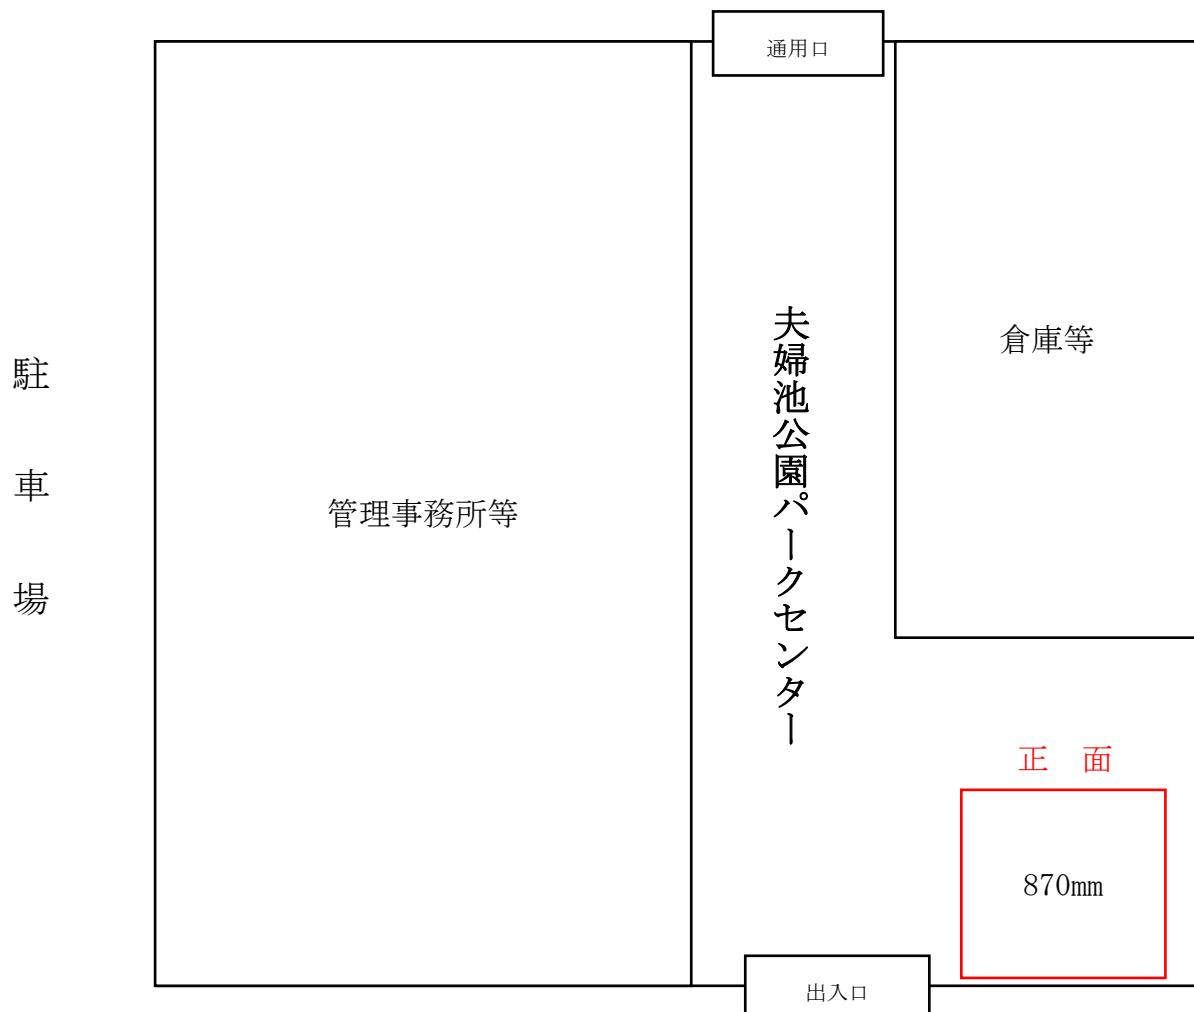 通用口
夫婦池公園パークセンター
倉庫等
駐車場
管理事務所等
正　面
870㎜
出入口